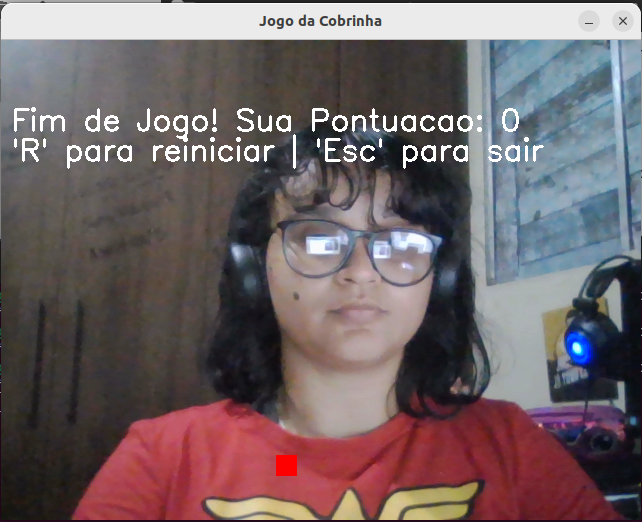 Jogo da Cobrinha
Fim de Jogo! Sua Pontuacao: 0
'R' para reiniciar | 'Esc' para sair